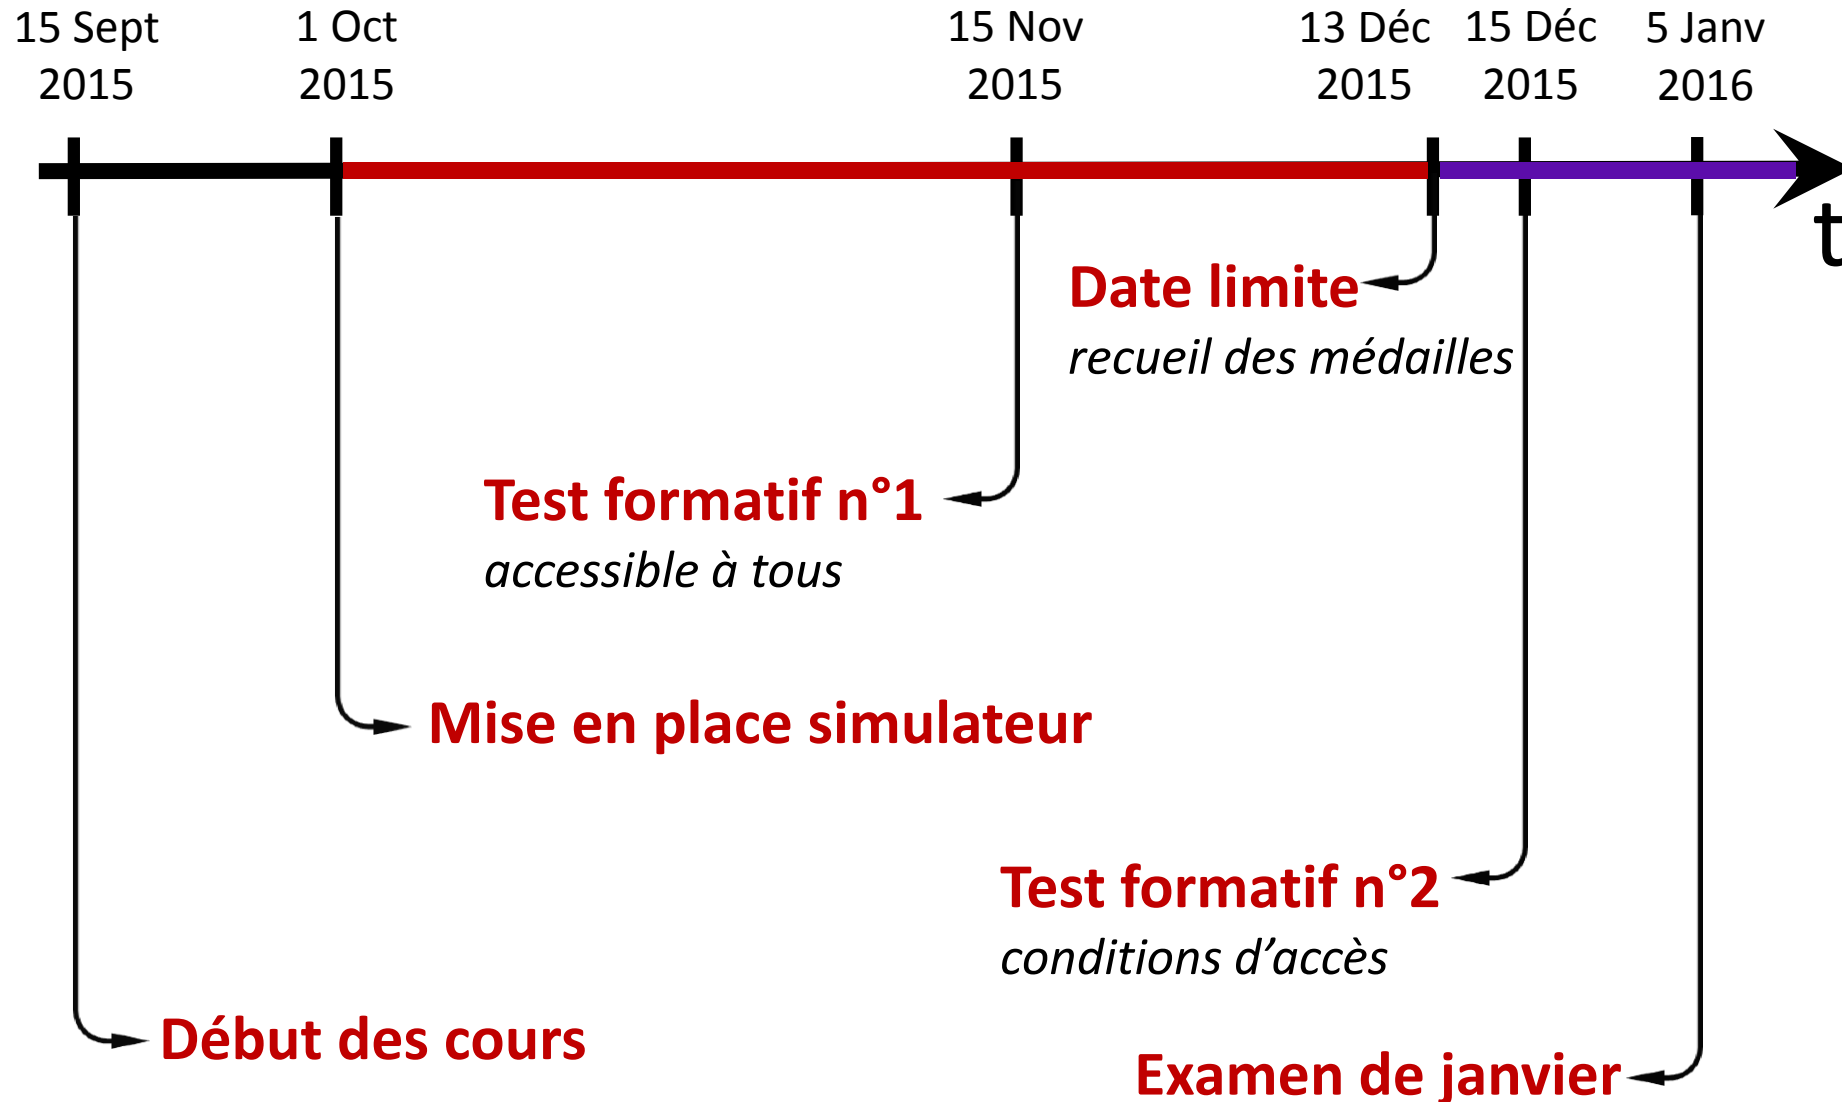 15 Sept
2015
1 Oct
2015
15 Nov
2015
13 Déc
2015
15 Déc
2015
5 Janv
2016
t
Date limite
recueil des médailles
Test formatif n°1
accessible à tous
Mise en place simulateur
Test formatif n°2
conditions d’accès
Début des cours
Examen de janvier